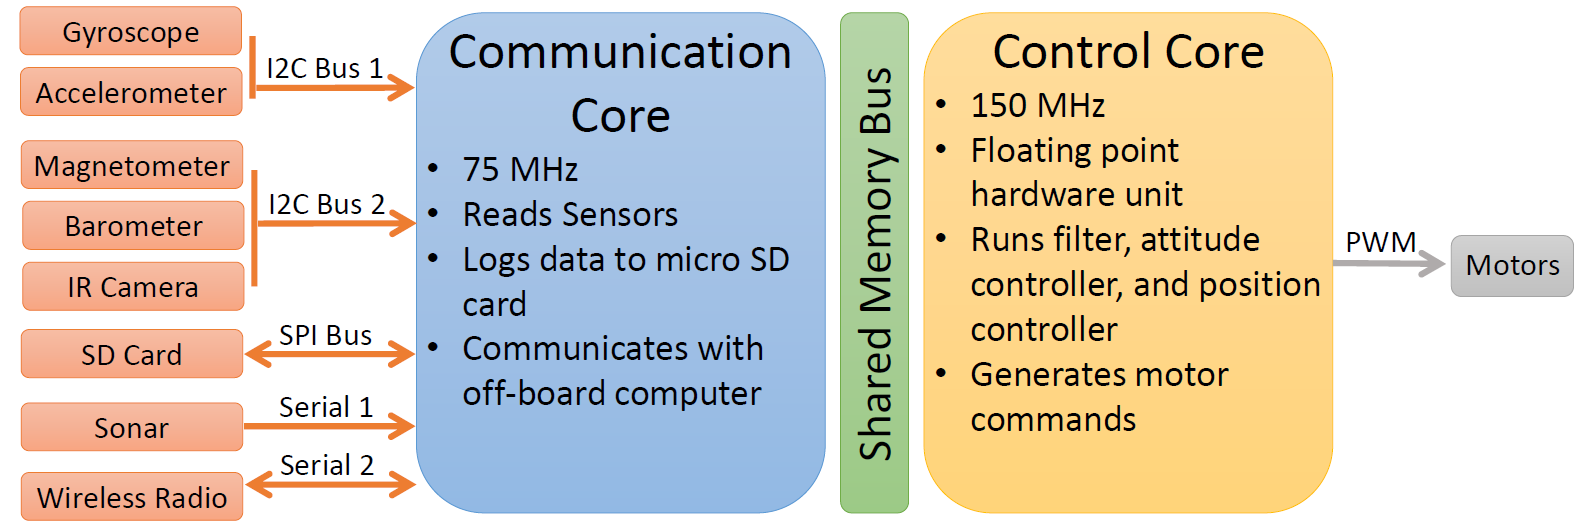 Gyroscope
Accelerometer
I2C Bus 1
Magnetometer
Barometer
IR Camera
I2C Bus 2
SD Card
SPI Bus
Sonar
Serial 1
Wireless Radio
Serial 2
Communication
Core
• 75 MHz
• Reads Sensors
• Logs data to micro SD
card
• Communicates with
off-board computer
Shared Memory Bus
Control Core
• 150 MHz
• Floating point
hardware unit
• Runs filter, attitude
controller, and position
controller
• Generates motor
commands
PWM
Motors